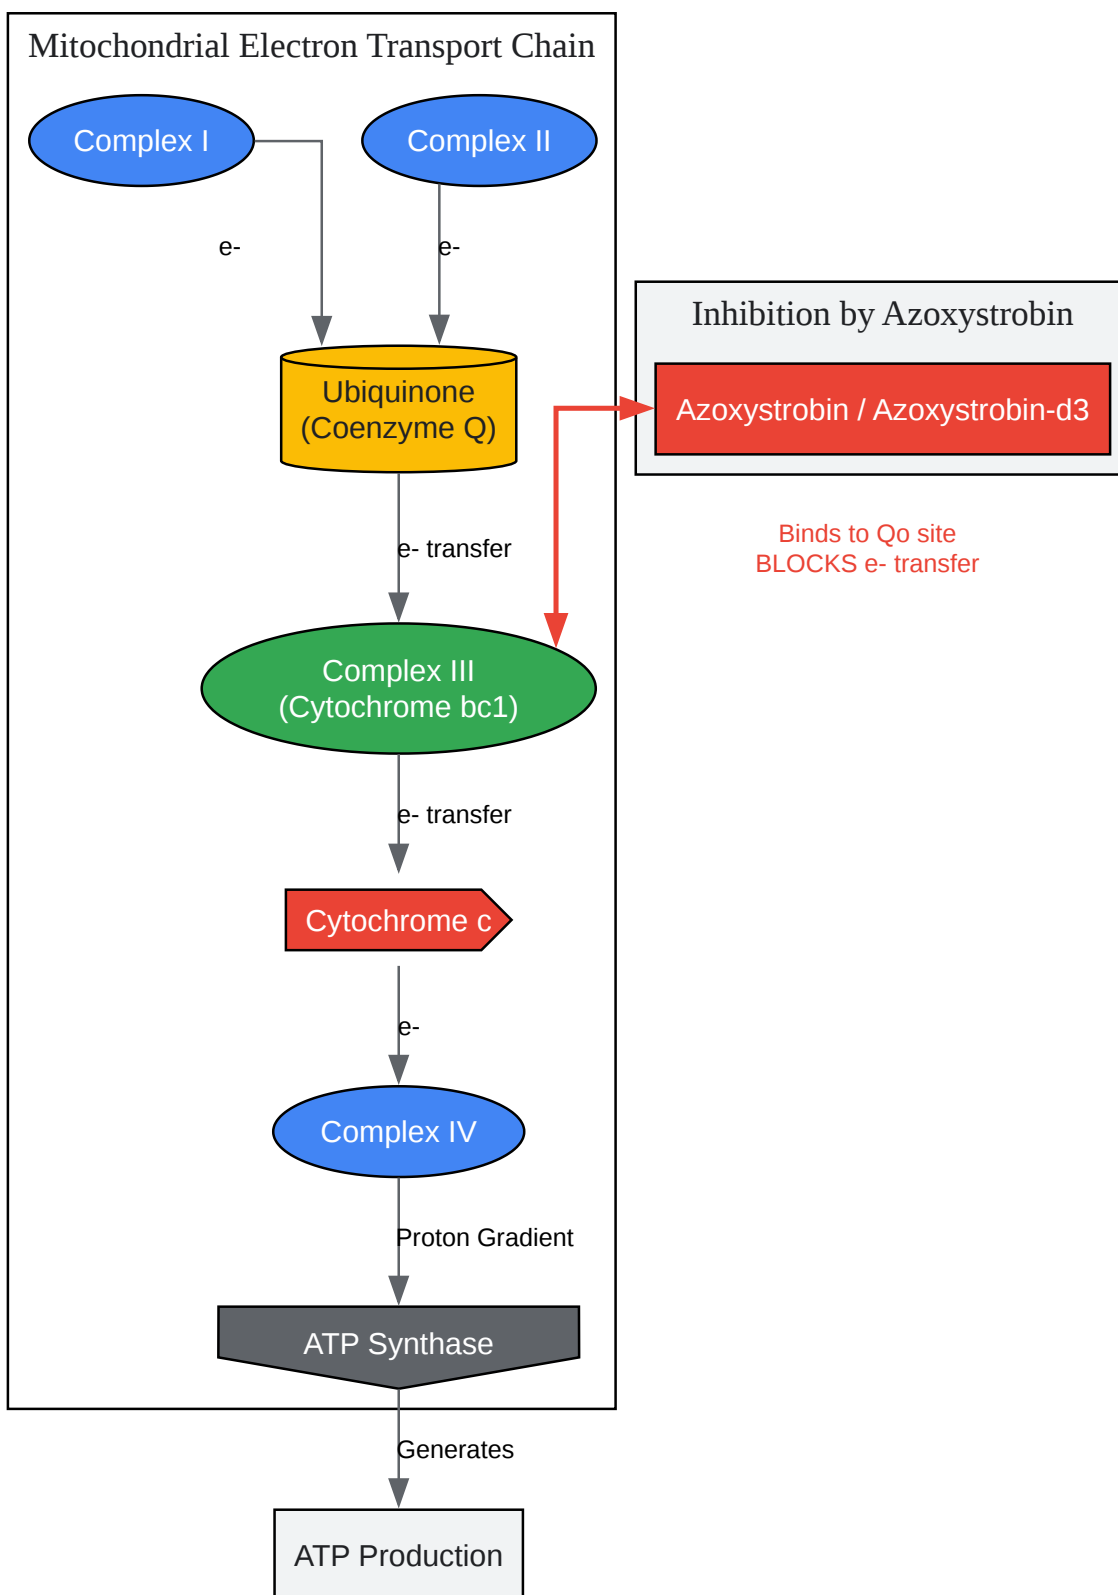 Mitochondrial Electron Transport Chain
Complex I
Complex II
e-
e-
Inhibition by Azoxystrobin
Ubiquinone
(Coenzyme Q)
Azoxystrobin / Azoxystrobin-d3
e- transfer
Binds to Qo site
BLOCKS e- transfer
Complex III
(Cytochrome bc1)
e- transfer
Cytochrome c
e-
Complex IV
Proton Gradient
ATP Synthase
Generates
ATP Production